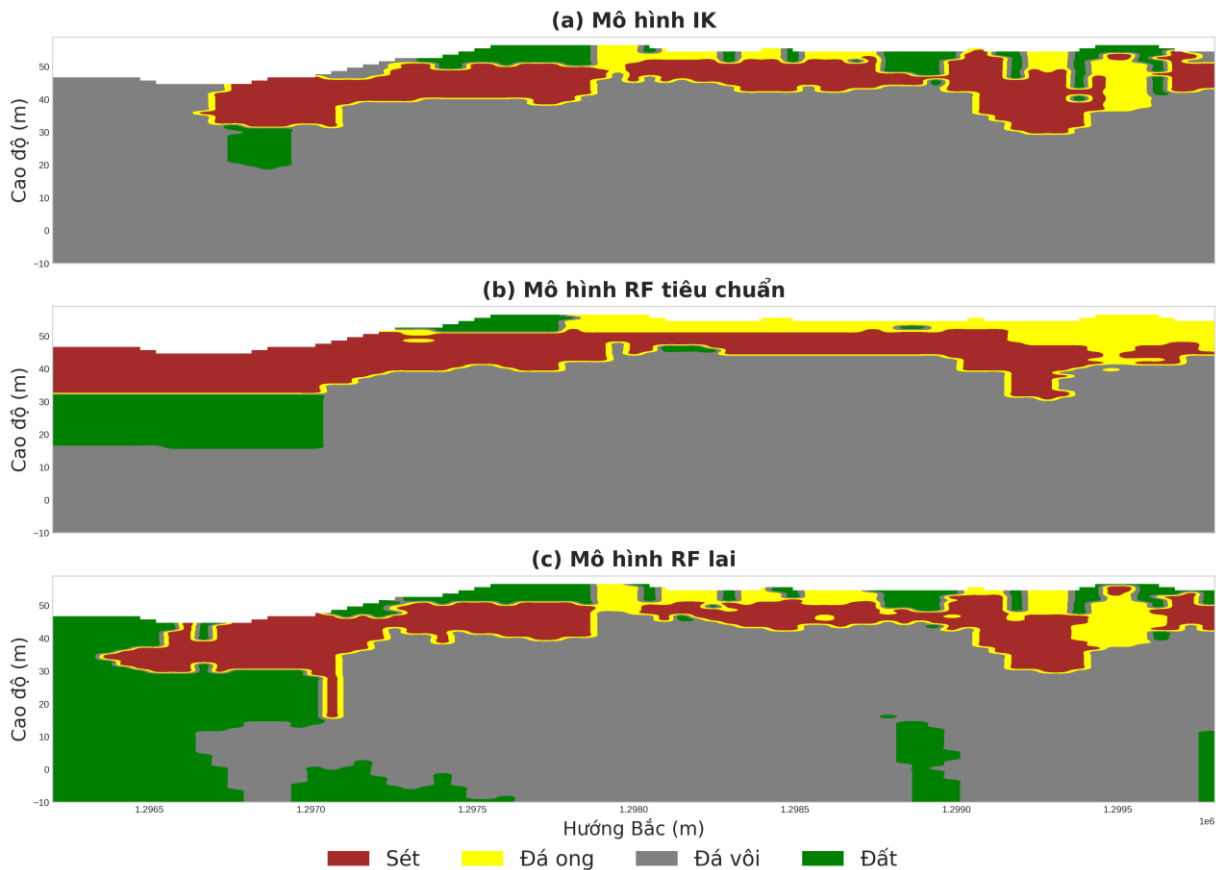 (a) Mô hình IK
Cao độ (m)
50
40
30
20
10
0
−10
(b) Mô hình RF tiêu chuẩn
Cao độ (m)
50
40
30
20
10
0
−10
(c) Mô hình RF lai
Cao độ (m)
50
40
30
20
10
0
−10
1.2965 1.2970 1.2975 1.2980 1.2985 1.2990 1.2995
1e6
Hướng Bắc (m)
Sét Đá ong Đá vôi Đất